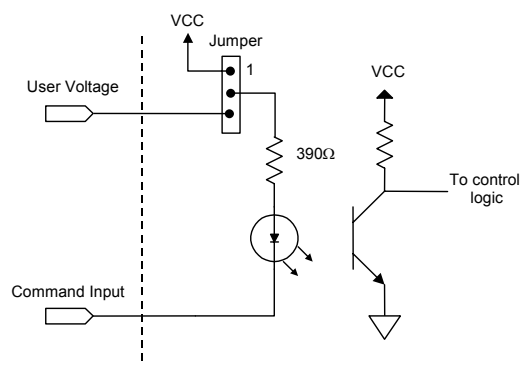 VCC
Jumper
1
User Voltage
VCC
390Ω
To control
logic
Command Input